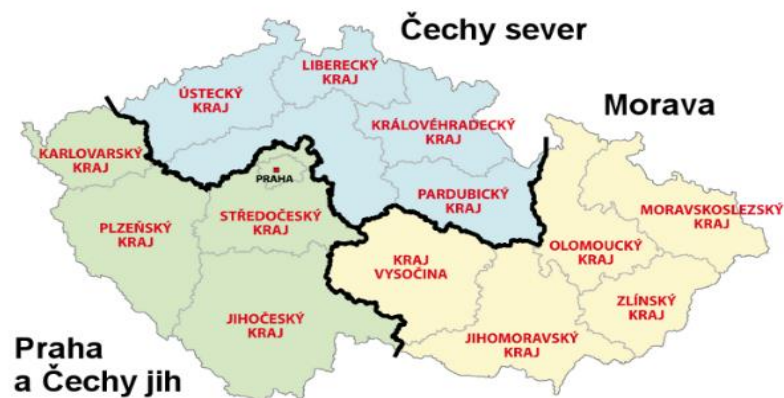 Čechy sever
LIBERECKÝ
KRAJ
ÚSTECKÝ
KRAJ
Morava
KRÁLOVÉHRADECKÝ
KRAJ
KARLOVARSKÝ
KRAJ
PRAHA
PARDUBICKÝ
KRAJ
MORAVSKOSLEZSKÝ
KRAJ
PLZEŇSKÝ
KRAJ
STŘEDOČESKÝ
KRAJ
OLOMOUCKÝ
KRAJ
KRAJ
VYSOČINA
ZLÍNSKÝ
KRAJ
JIHOČESKÝ
KRAJ
JIHOMORAVSKÝ
KRAJ
Praha
a Čechy jih